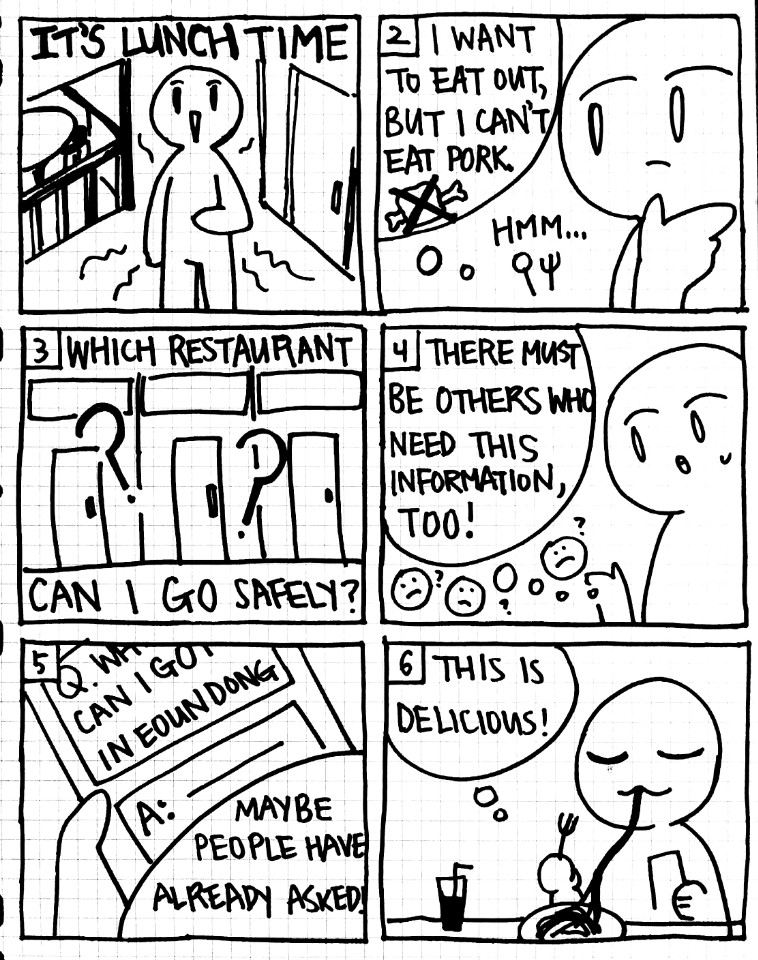 IT'S LUNCH TIME
2
I WANT
TO EAT OUT,
BUT I CAN'T
EAT PORK.
HMM...
3
WHICH RESTAURANT
? ?
CAN I GO SAFELY?
4
THERE MUST
BE OTHERS WHO
NEED THIS
INFORMATION,
TOO!
?
? ?
5
Q. WH
CAN I GO
IN EOUNDONG
A:
MAYBE
PEOPLE HAVE
ALREADY ASKED!
6
THIS IS
DELICIOUS!